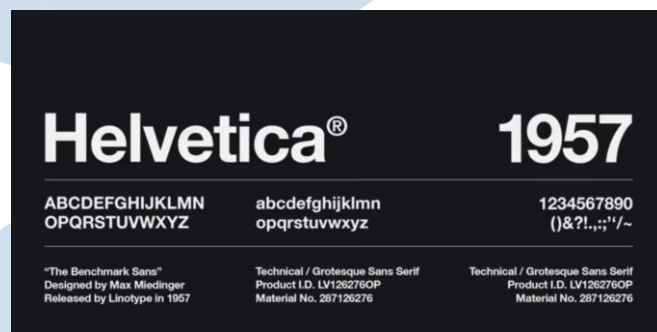 Helvetica®
1957
ABCDEFGHIJKLMN
OPQRSTUVWXYZ
abcdefghijklmn
opqrstuvwxyz
1234567890
()&?!.,:;’‘/~
“The Benchmark Sans”
Designed by Max Miedinger
Released by Linotype in 1957
Technical / Grotesque Sans Serif
Product I.D. LV126276OP
Material No. 287126276
Technical / Grotesque Sans Serif
Product I.D. LV126276OP
Material No. 287126276